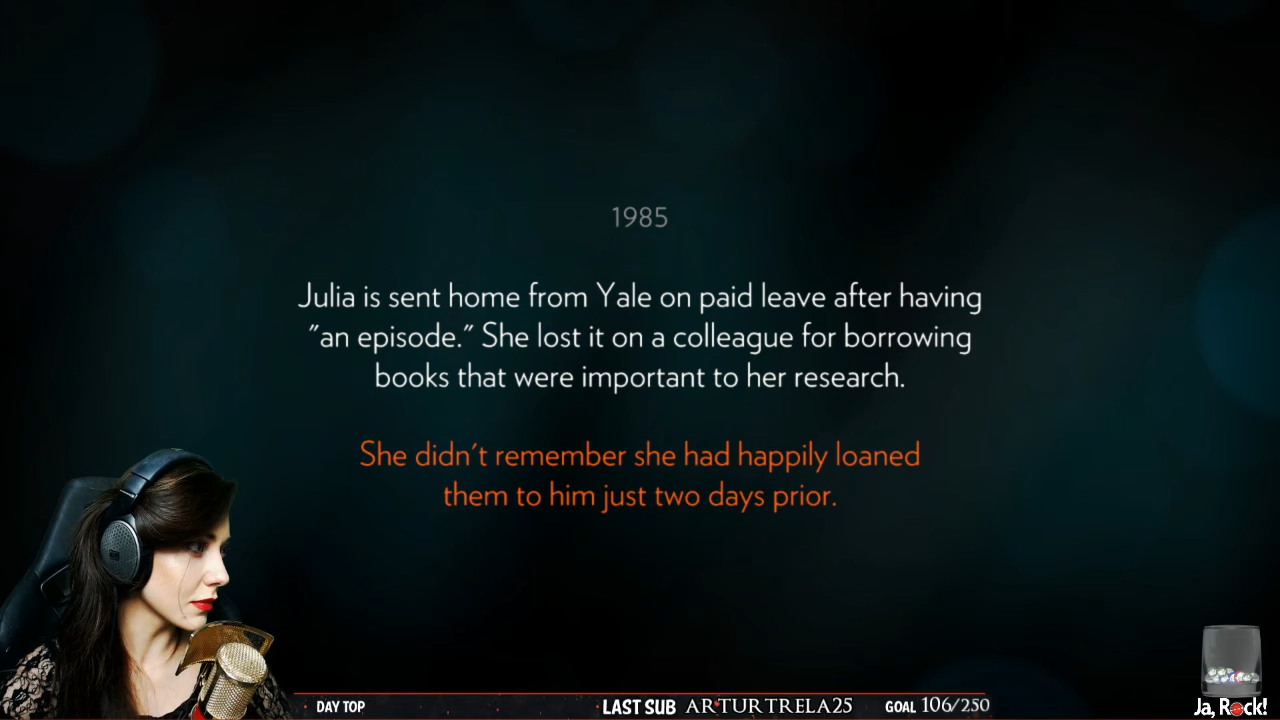 1985
Julia is sent home from Yale on paid leave after having
"an episode." She lost it on a colleague for borrowing
books that were important to her research.
She didn't remember she had happily loaned
them to him just two days prior.
DAY TOP
LAST SUB ARTUR TRELA25
GOAL 106/250
Ja, Rock!